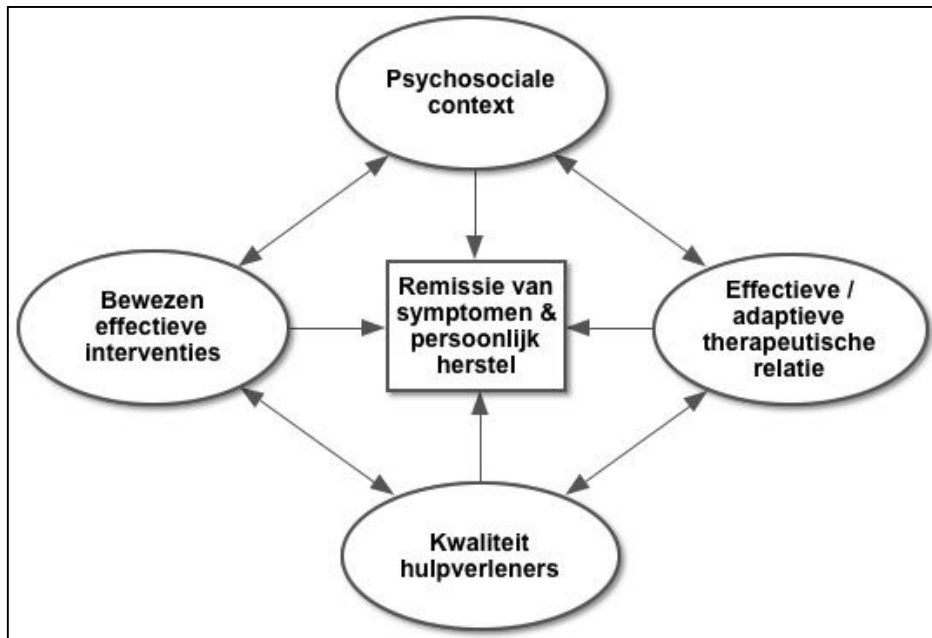 Psychosociale
context
Bewezen
effectieve
interventies
Remissie van
symptomen &
persoonlijk
herstel
Effectieve /
adaptieve
therapeutische
relatie
Kwaliteit
hulpverleners